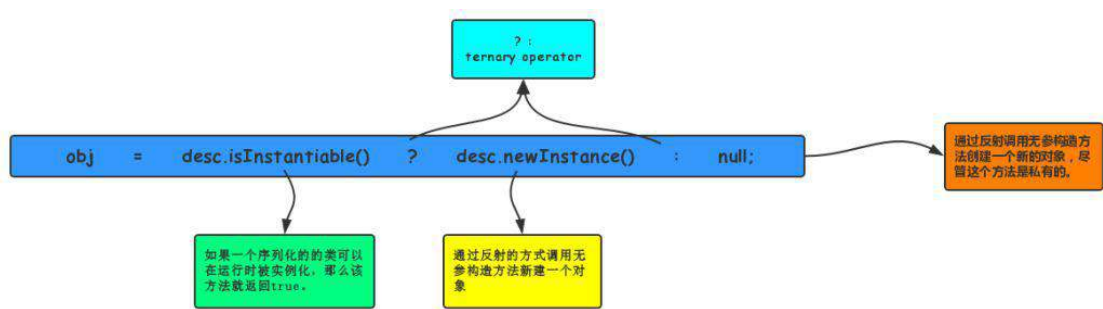 ? :
ternary operator
obj = desc.isInstantiable() ? desc.newInstance() : null;
通过反射调用无参构造方
法创建一个新的对象，尽
管这个方法是私有的。
如果一个序列化的的类可以
在运行时被实例化，那么该
方法就返回true。
通过反射的方式调用无
参构造方法新建一个对
象